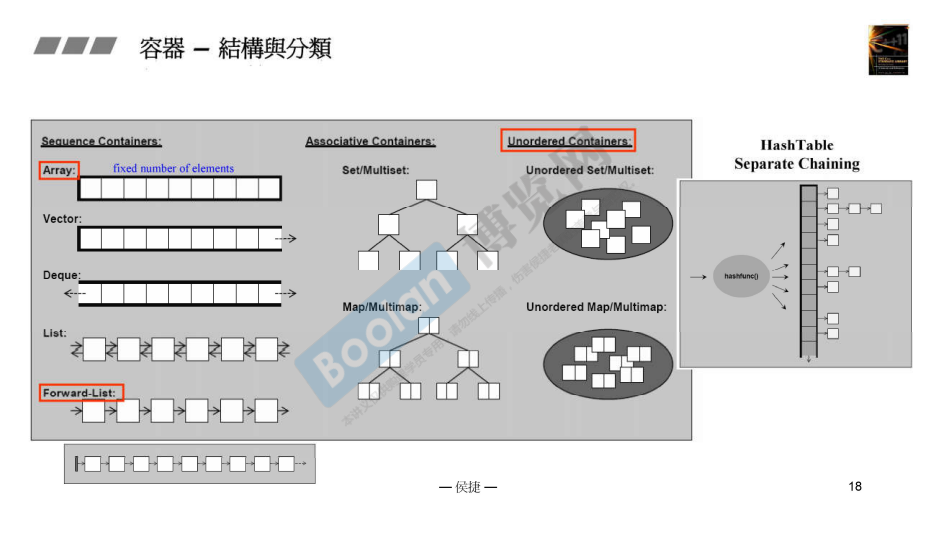 容器 – 結構與分類
Sequence Containers:
Associative Containers:
Unordered Containers:
Array:
fixed number of elements
Set/Multiset:
Unordered Set/Multiset:
Vector:
Deque:
List:
Forward-List:
Map/Multimap:
Unordered Map/Multimap:
HashTable
Separate Chaining
hashfunc()
Boolan
博览网
— 侯捷 —
18